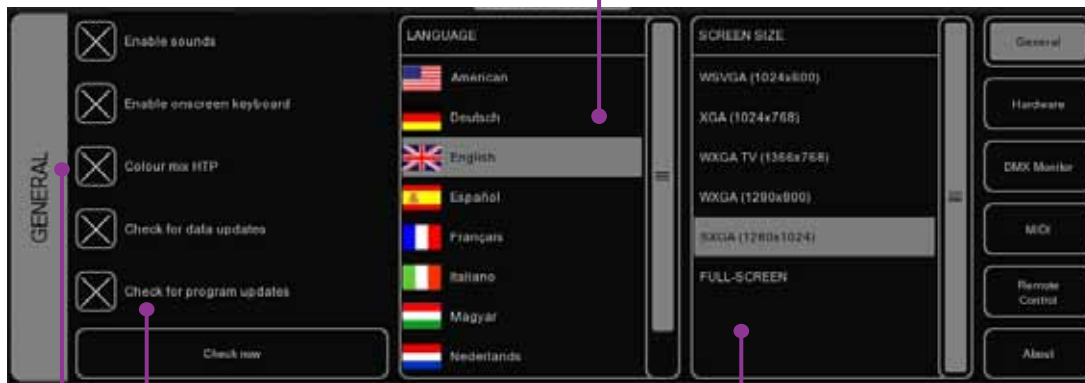 GENERAL
Enable sounds
Enable onscreen keyboard
Colour mix HTP
Check for data updates
Check for program updates
Check now
LANGUAGE
American
Deutsch
English
Español
Français
Italiano
Magyar
Nederlands
SCREEN SIZE
WSVGA (1024x600)
XGA (1024x768)
WXGA TV (1366x768)
WXGA (1280x800)
SXGA (1280x1024)
FULL-SCREEN
General
Hardware
DMX Monitor
MIDI
Remote
Control
About